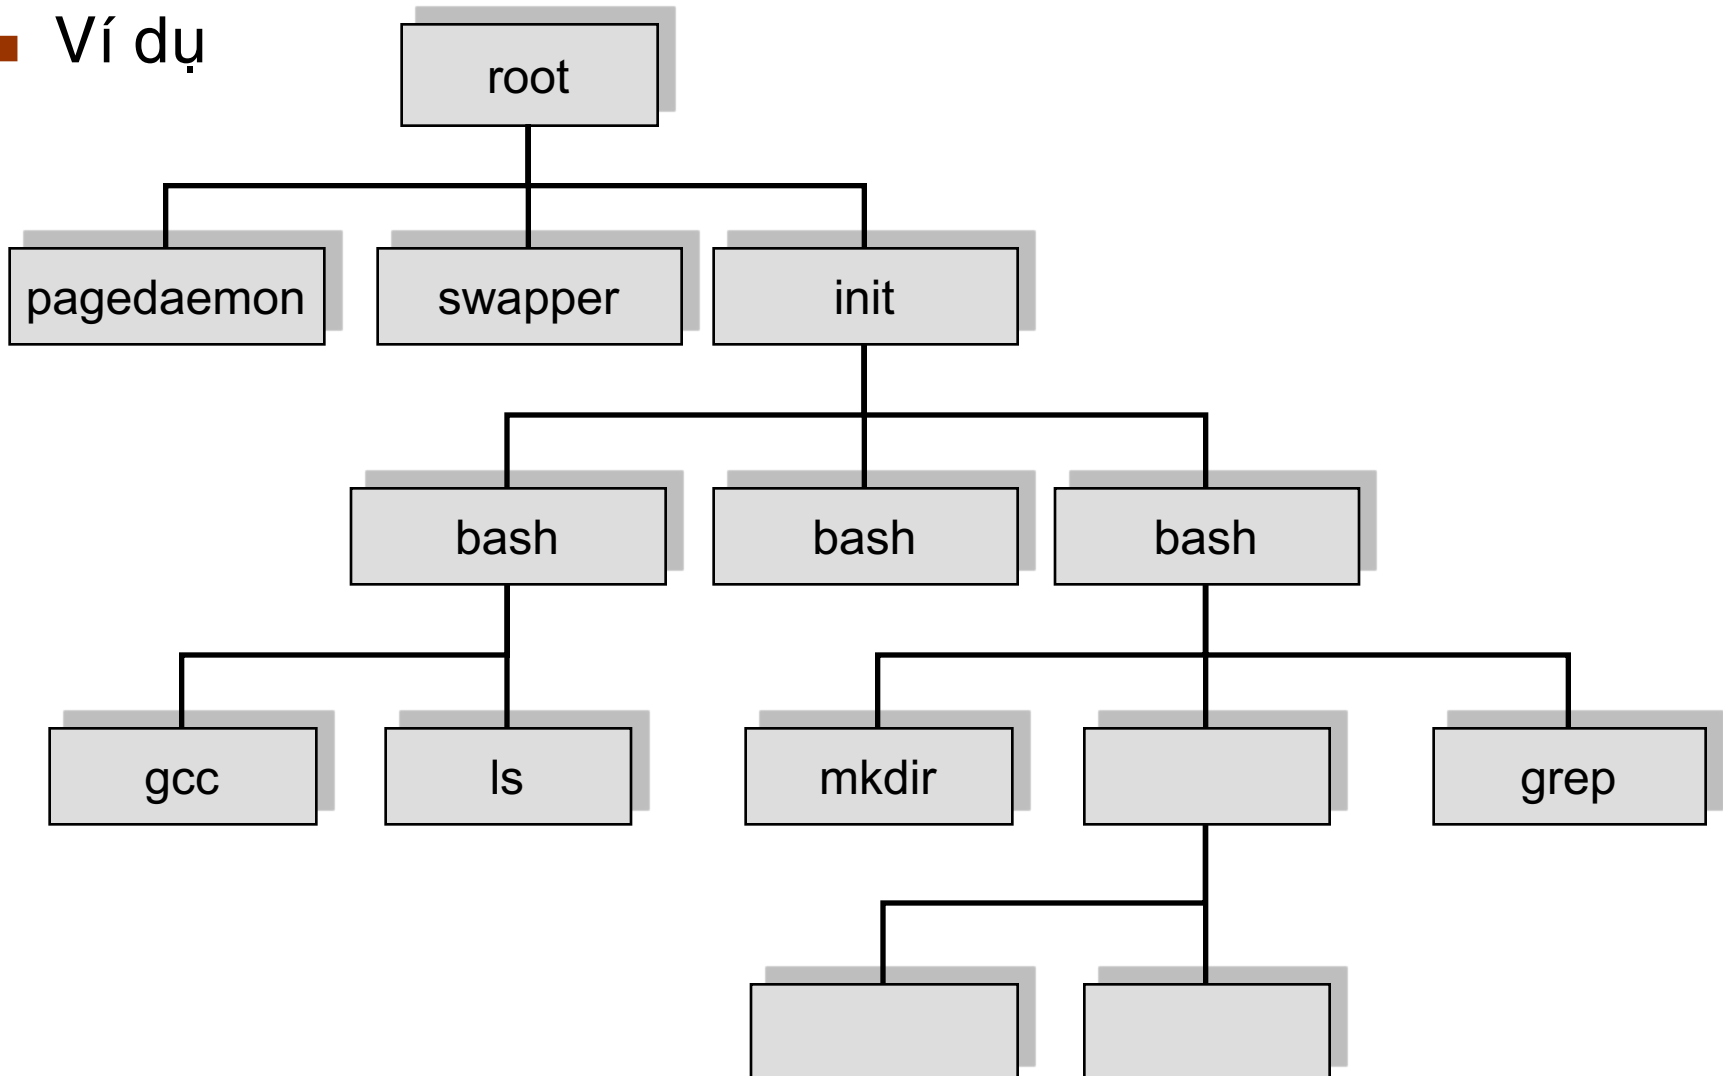 Ví dụ
root
pagedaemon
swapper
init
bash
bash
bash
gcc
ls
mkdir
grep